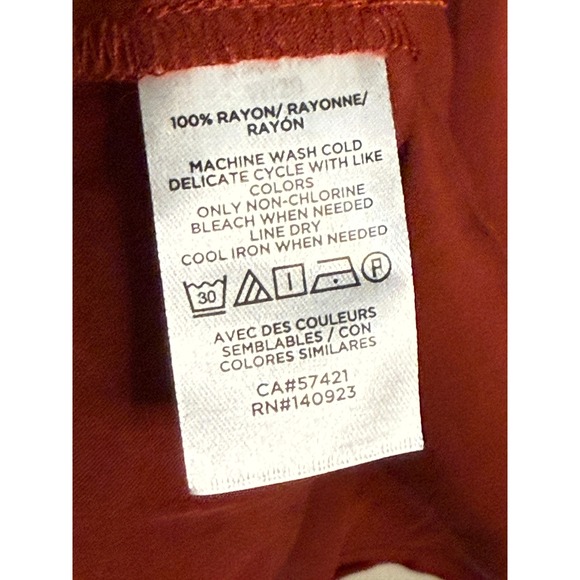 100% RAYON/ RAYONNE/
RAYÓN
MACHINE WASH COLD
DELICATE CYCLE WITH LIKE
COLORS
ONLY NON-CHLORINE
BLEACH WHEN NEEDED
LINE DRY
COOL IRON WHEN NEEDED
30 P
AVEC DES COULEURS
SEMBLABLES / CON
COLORES SIMILARES
CA#57421
RN#140923